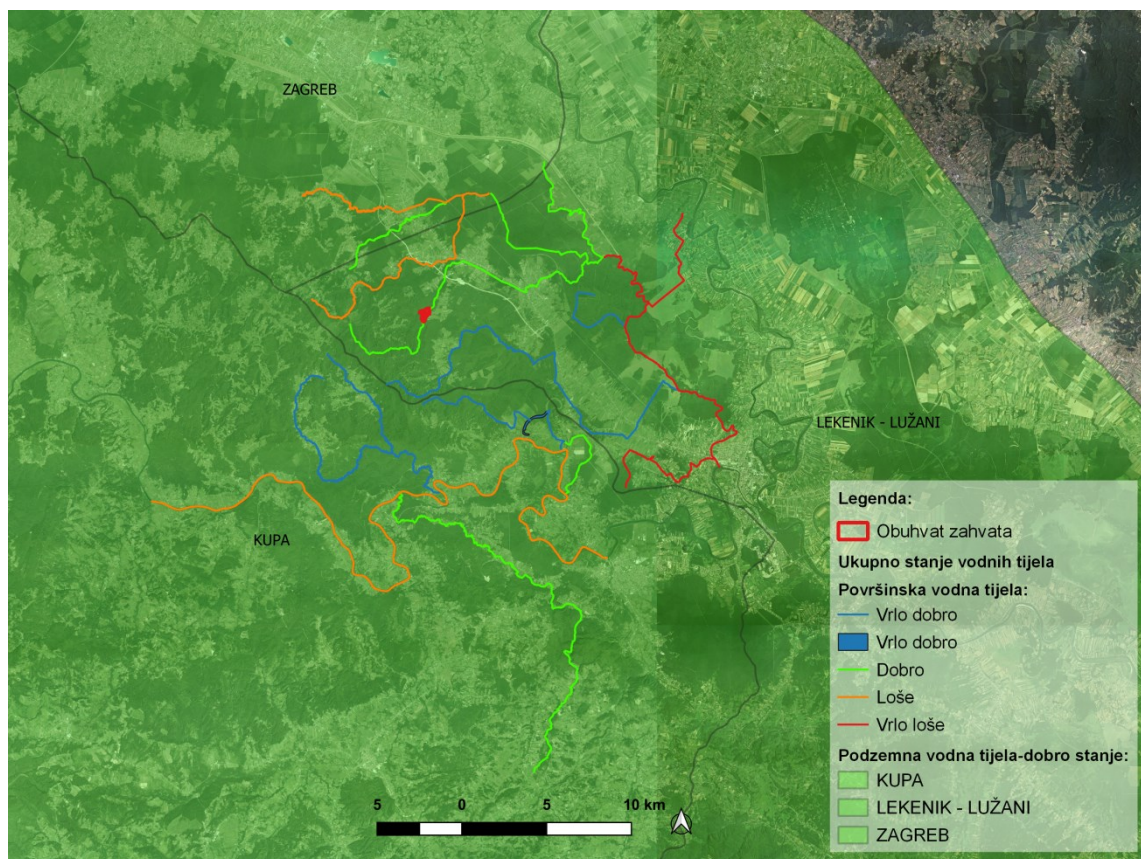 ZAGREB
LEKENIK - LUŽANI
KUPA
Legenda:
Obuhvat zahvata
Ukupno stanje vodnih tijela
Površinska vodna tijela:
Vrlo dobro
Vrlo dobro
Dobro
Loše
Vrlo loše
Podzemna vodna tijela-dobro stanje:
KUPA
LEKENIK - LUŽANI
ZAGREB
5 0 5 10 km